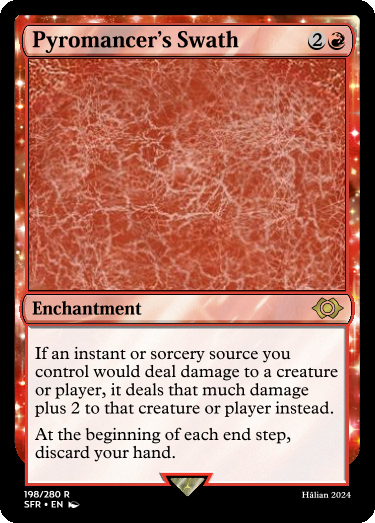 Pyromancer's Swath 2
Enchantment
If an instant or sorcery source you
control would deal damage to a creature
or player, it deals that much damage
plus 2 to that creature or player instead.
At the beginning of each end step,
discard your hand.
198/280 R
SFR • EN
Hālian 2024